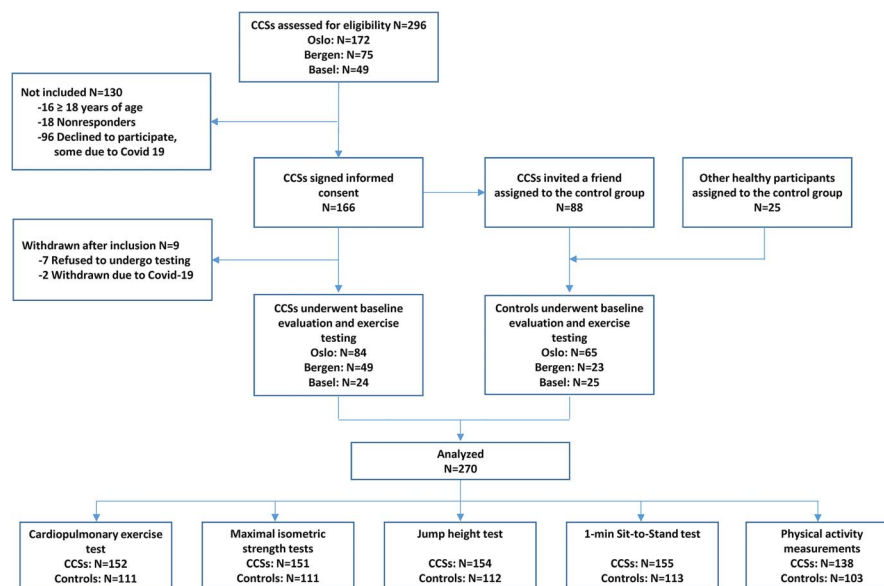 CCSs assessed for eligibility N=296
Oslo: N=172
Bergen: N=75
Basel: N=49
Not included N=130
-16 ≥ 18 years of age
-18 Nonresponders
-96 Declined to participate,
some due to Covid 19
CCSs signed informed
consent
N=166
CCSs invited a friend
assigned to the control group
N=88
Other healthy participants
assigned to the control group
N=25
Withdrawn after inclusion N=9
-7 Refused to undergo testing
-2 Withdrawn due to Covid-19
CCSs underwent baseline
evaluation and exercise
testing
Oslo: N=84
Bergen: N=49
Basel: N=24
Controls underwent baseline
evaluation and exercise
testing
Oslo: N=65
Bergen: N=23
Basel: N=25
Analyzed
N=270
Cardiopulmonary exercise
test
CCSs: N=152
Controls: N=111
Maximal isometric
strength tests
CCSs: N=151
Controls: N=111
Jump height test
CCSs: N=154
Controls: N=112
1-min Sit-to-Stand test
CCSs: N=155
Controls: N=113
Physical activity
measurements
CCSs: N=138
Controls: N=103